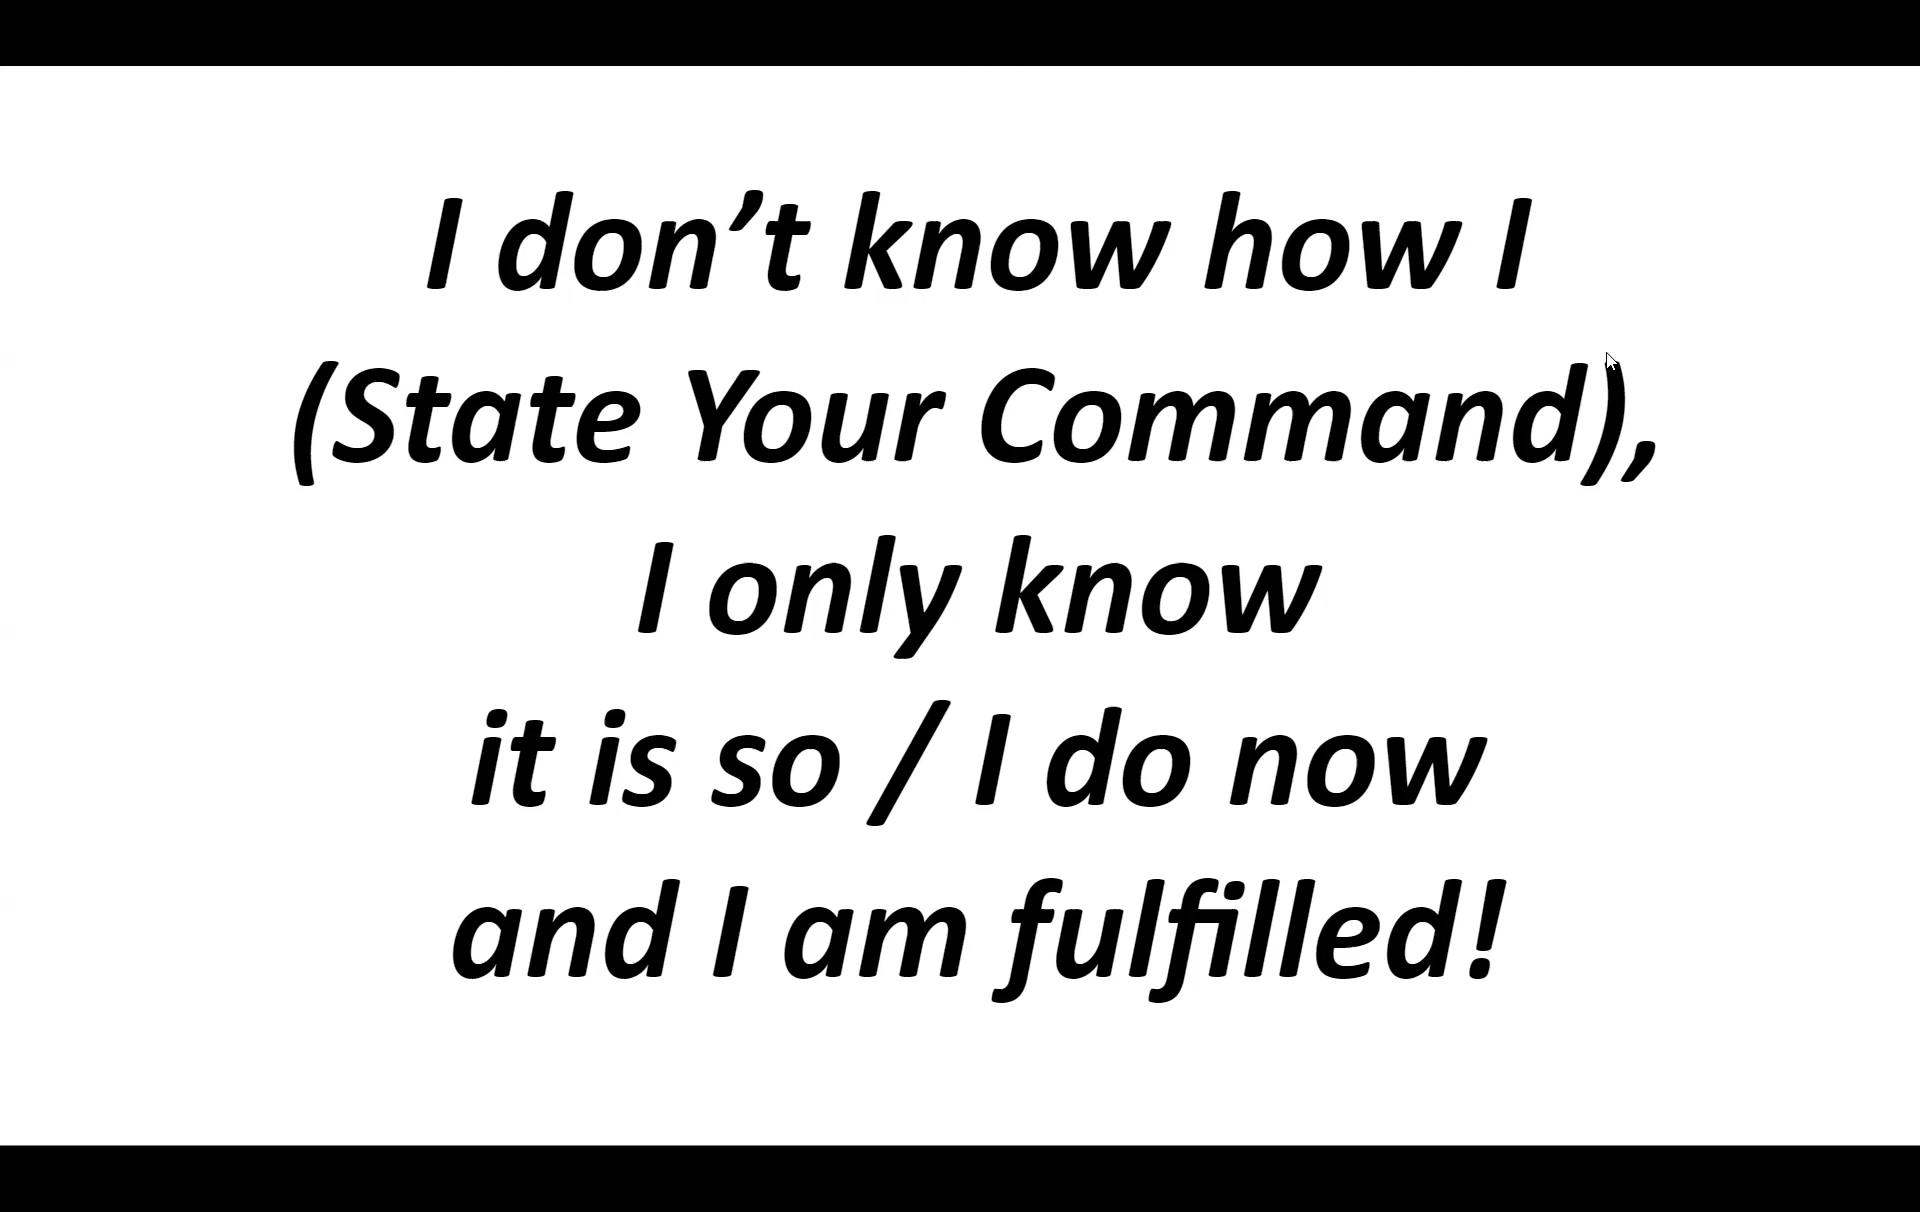 I don’t know how I
(State Your Command),
I only know
it is so / I do now
and I am fulfilled!